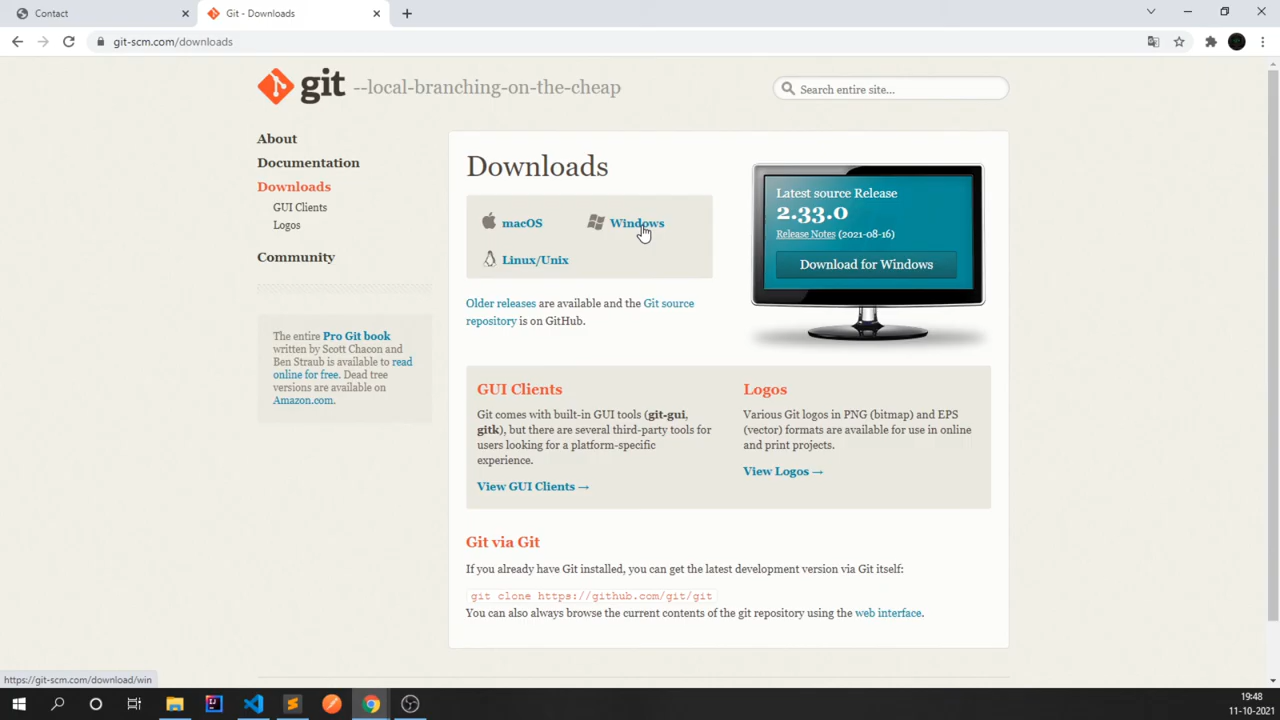 Contact
Git - Downloads
git-scm.com/downloads
git --local-branching-on-the-cheap
Search entire site...
About
Documentation
Downloads
GUI Clients
Logos
Community
The entire Pro Git book
written by Scott Chacon and
Ben Straub is available to read
online for free. Dead tree
versions are available on
Amazon.com.
Downloads
macOS
Windows
Linux/Unix
Older releases are available and the Git source
repository is on GitHub.
Latest source Release
2.33.0
Release Notes (2021-08-16)
Download for Windows
GUI Clients
Git comes with built-in GUI tools (git-gui,
gitk), but there are several third-party tools for
users looking for a platform-specific
experience.
View GUI Clients →
Logos
Various Git logos in PNG (bitmap) and EPS
(vector) formats are available for use in online
and print projects.
View Logos →
Git via Git
If you already have Git installed, you can get the latest development version via Git itself:
git clone https://github.com/git/git
You can also always browse the current contents of the git repository using the web interface.
https://git-scm.com/download/win
19:48
11-10-2021